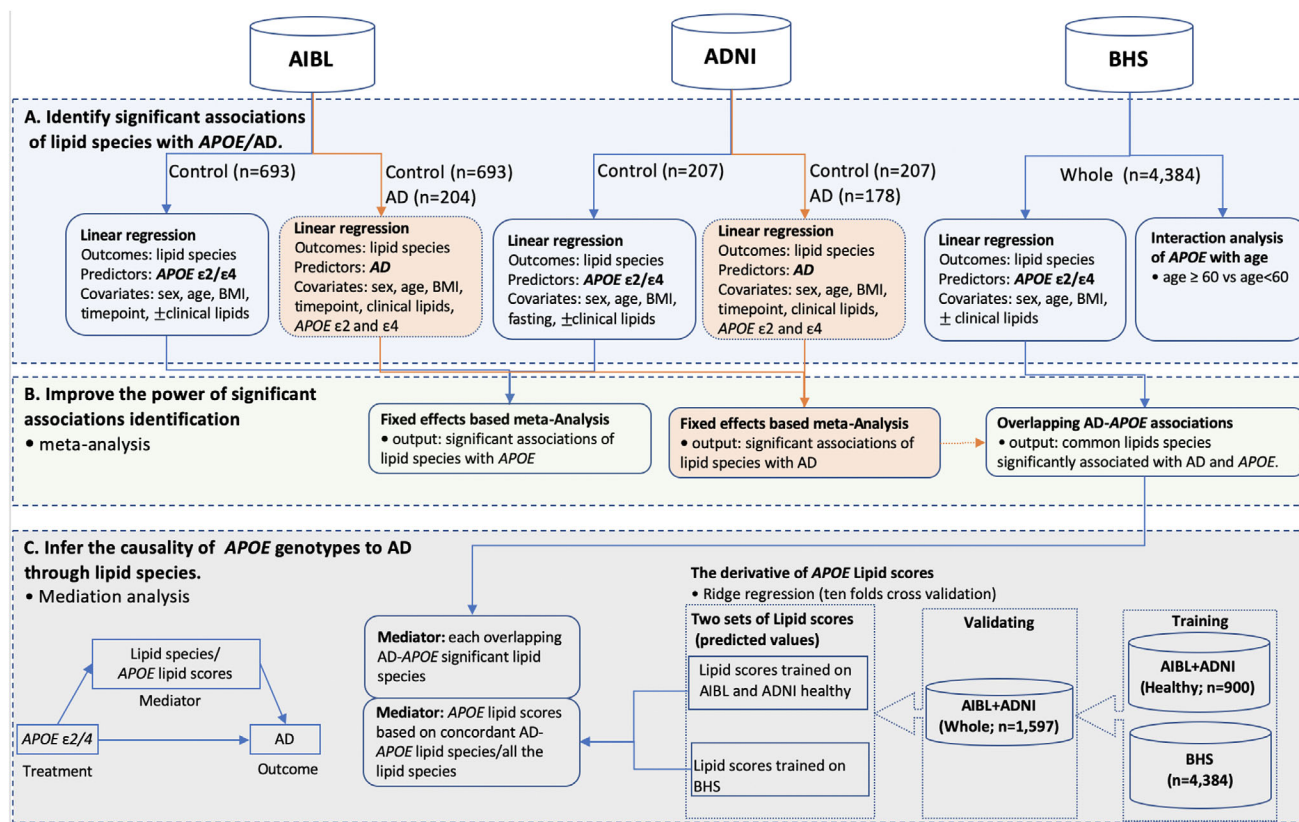 AIBL
ADNI
BHS
A. Identify significant associations
of lipid species with APOE/AD.
Control (n=693)
Control (n=693)
AD (n=204)
Control (n=207)
Control (n=207)
AD (n=178)
Whole (n=4,384)
Linear regression
Outcomes: lipid species
Predictors: APOE ε2/ε4
Covariates: sex, age, BMI,
timepoint, ±clinical lipids
Linear regression
Outcomes: lipid species
Predictors: AD
Covariates: sex, age, BMI,
timepoint, clinical lipids,
APOE ε2 and ε4
Linear regression
Outcomes: lipid species
Predictors: APOE ε2/ε4
Covariates: sex, age, BMI,
fasting, ±clinical lipids
Linear regression
Outcomes: lipid species
Predictors: AD
Covariates: sex, age, BMI,
timepoint, clinical lipids,
APOE ε2 and ε4
Linear regression
Outcomes: lipid species
Predictors: APOE ε2/ε4
Covariates: sex, age, BMI,
± clinical lipids
Interaction analysis
of APOE with age
• age ≥ 60 vs age<60
B. Improve the power of significant
associations identification
• meta-analysis
Fixed effects based meta-Analysis
• output: significant associations of
lipid species with APOE
Fixed effects based meta-Analysis
• output: significant associations of
lipid species with AD
Overlapping AD-APOE associations
• output: common lipids species
significantly associated with AD and APOE.
C. Infer the causality of APOE genotypes to AD
through lipid species.
• Mediation analysis
Lipid species/
APOE lipid scores
Mediator
APOE ε2/4
Treatment
AD
Outcome
Mediator: each overlapping
AD-APOE significant lipid
species
Mediator: APOE lipid scores
based on concordant AD-
APOE lipid species/all the
lipid species
The derivative of APOE Lipid scores
• Ridge regression (ten folds cross validation)
Two sets of Lipid scores
(predicted values)
Lipid scores trained on
AIBL and ADNI healthy
Lipid scores trained on
BHS
Validating
AIBL+ADNI
(Whole; n=1,597)
Training
AIBL+ADNI
(Healthy; n=900)
BHS
(n=4,384)